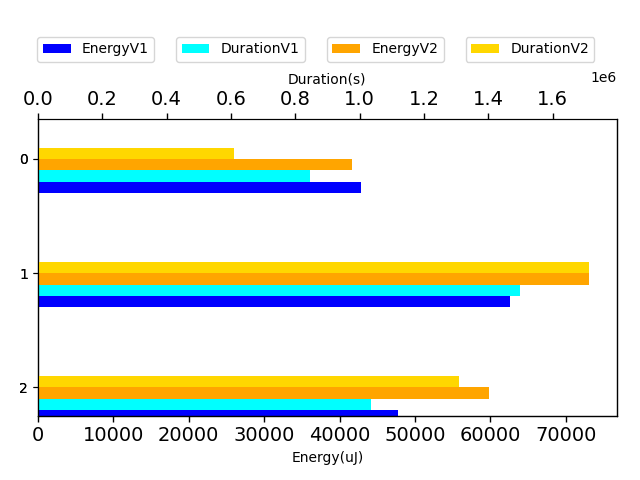 EnergyV1 DurationV1 EnergyV2 DurationV2
Duration(s)
1e6
0.0 0.2 0.4 0.6 0.8 1.0 1.2 1.4 1.6
0
1
2
0 10000 20000 30000 40000 50000 60000 70000
Energy(uJ)